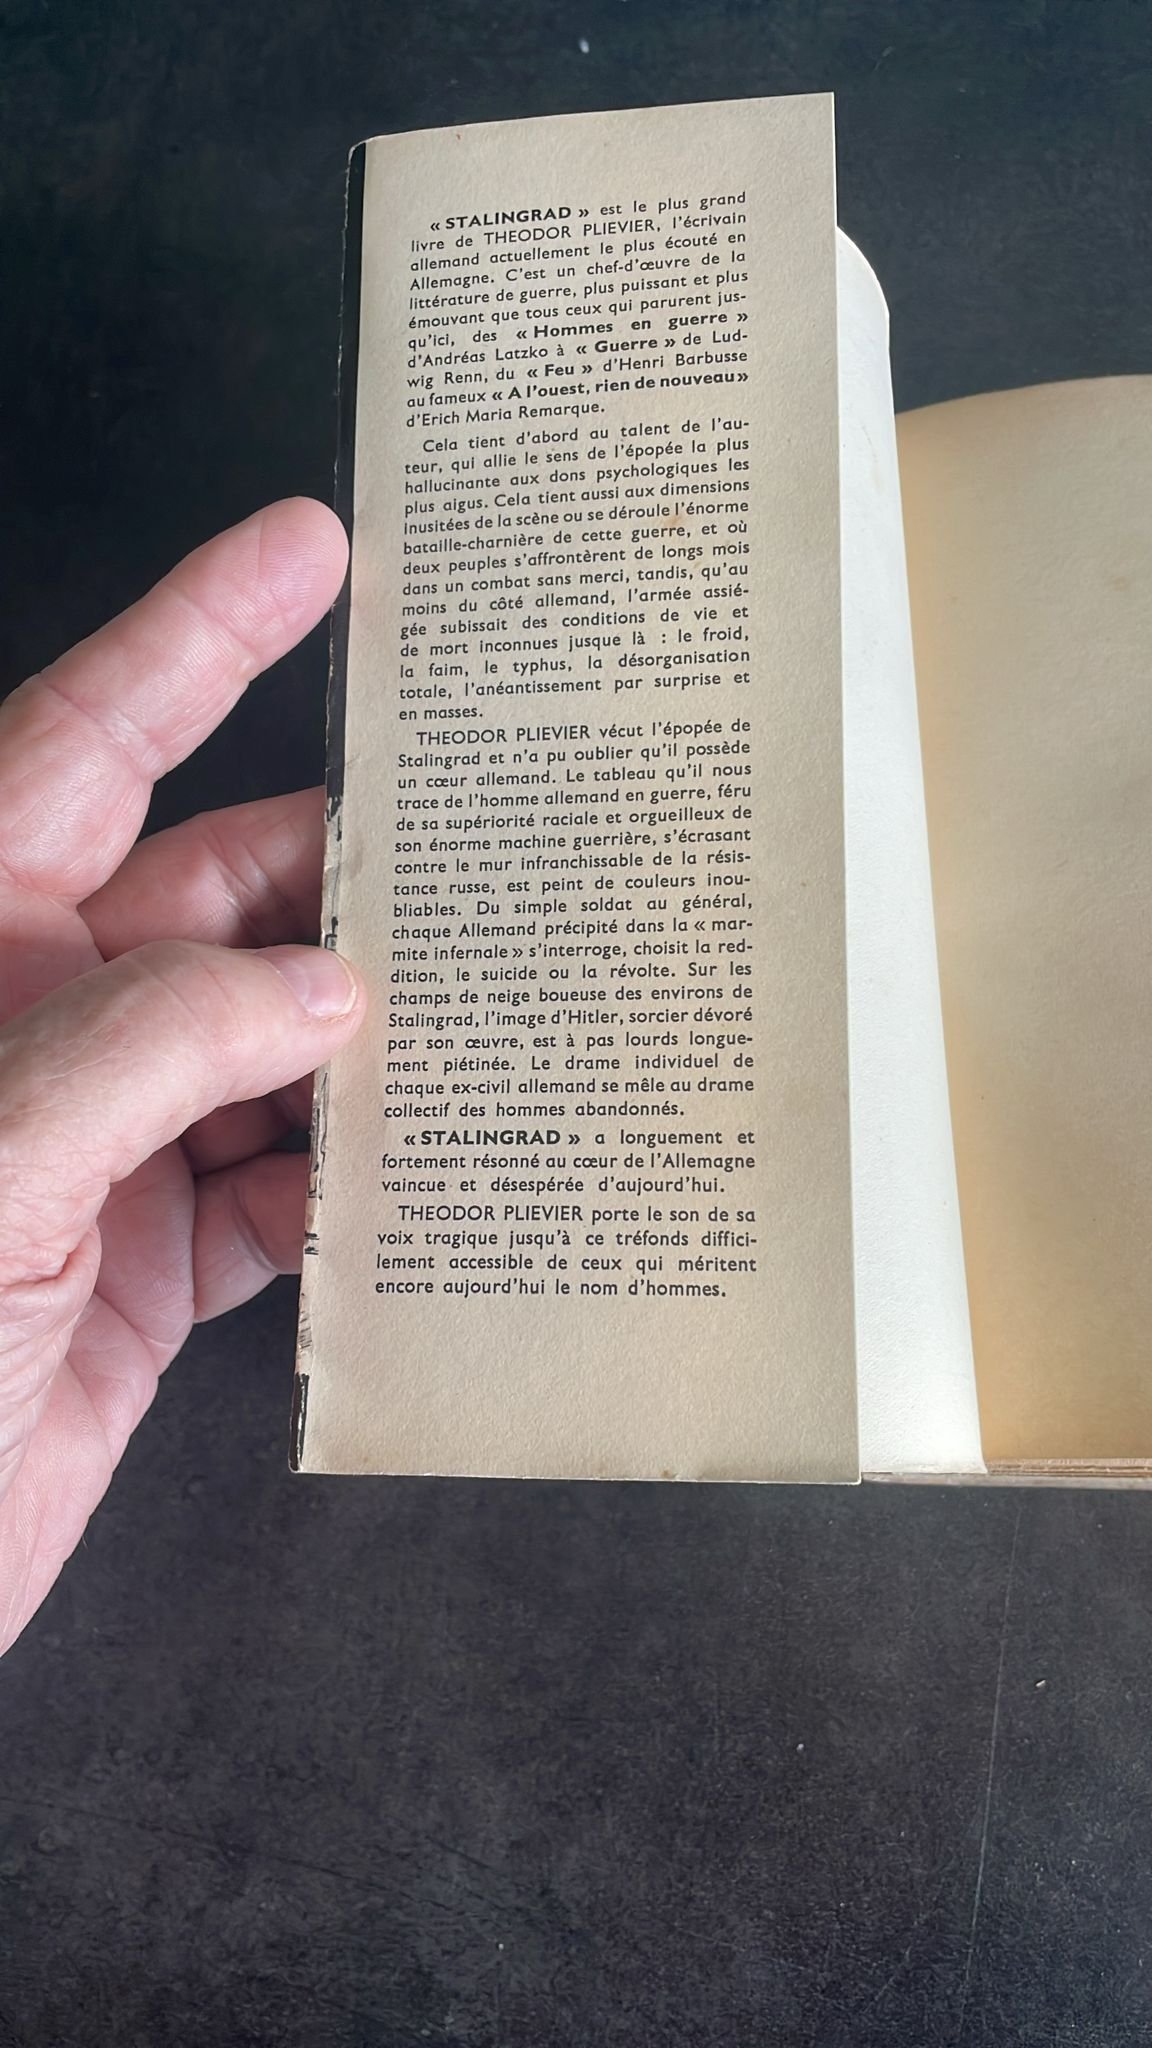 « STALINGRAD » est le plus grand
livre de THEODOR PLIEVIER, l'écrivain
allemand actuellement le plus écouté en
Allemagne. C'est un chef-d'œuvre de la
littérature de guerre, plus puissant et plus
émouvant que tous ceux qui parurent jus-
qu'ici, des « Hommes en guerre »
d'Andréas Latzko à « Guerre » de Lud-
wig Renn, du « Feu » d'Henri Barbusse
au fameux « A l'ouest, rien de nouveau »
d'Erich Maria Remarque.
Cela tient d'abord au talent de l'au-
teur, qui allie le sens de l'épopée la plus
hallucinante aux dons psychologiques les
plus aigus. Cela tient aussi aux dimensions
inusitées de la scène ou se déroule l'énorme
bataille-charnière de cette guerre, et où
deux peuples s'affrontèrent de longs mois
dans un combat sans merci, tandis, qu'au
moins du côté allemand, l'armée assié-
gée subissait des conditions de vie et
de mort inconnues jusque là : le froid,
la faim, le typhus, la désorganisation
totale, l'anéantissement par surprise et
en masses.
THEODOR PLIEVIER vécut l'épopée de
Stalingrad et n'a pu oublier qu'il possède
un cœur allemand. Le tableau qu'il nous
trace de l'homme allemand en guerre, féru
de sa supériorité raciale et orgueilleux de
son énorme machine guerrière, s'écrasant
contre le mur infranchissable de la résis-
tance russe, est peint de couleurs inou-
bliables. Du simple soldat au général,
chaque Allemand précipité dans la « mar-
mite infernale » s'interroge, choisit la red-
dition, le suicide ou la révolte. Sur les
champs de neige boueuse des environs de
Stalingrad, l'image d'Hitler, sorcier dévoré
par son œuvre, est à pas lourds longue-
ment piétinée. Le drame individuel de
chaque ex-civil allemand se mêle au drame
collectif des hommes abandonnés.
« STALINGRAD » a longuement et
fortement résonné au cœur de l'Allemagne
vaincue et désespérée d'aujourd'hui.
THEODOR PLIEVIER porte le son de sa
voix tragique jusqu'à ce tréfonds diffici-
lement accessible de ceux qui méritent
encore aujourd'hui le nom d'hommes.